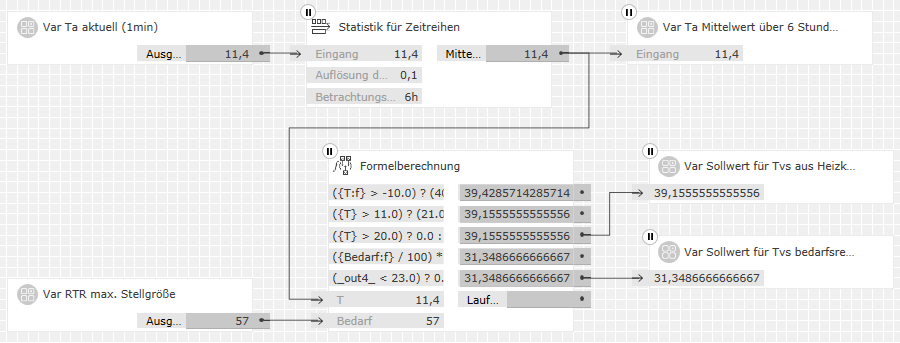 Var Ta aktuell (1min)
Ausg... 11,4
Statistik für Zeitreihen
Eingang 11,4 Mitte... 11,4
Auflösung d... 0,1
Betrachtungs... 6h
Var Ta Mittelwert über 6 Stund...
Eingang 11,4
Formelberechnung
({T:f} > -10.0) ? (40 39,4285714285714
({T} > 11.0) ? (21.0 39,1555555555556
({T} > 20.0) ? 0.0 : 39,1555555555556
({Bedarf:f} / 100) * 31,3486666666667
(_out4_ < 23.0) ? 0. 31,3486666666667
T 11,4 Lauf...
Bedarf 57
Var Sollwert für Tvs aus Heizk...
39,1555555555556
Var Sollwert für Tvs bedarfsre...
31,3486666666667
Var RTR max. Stellgröße
Ausg... 57